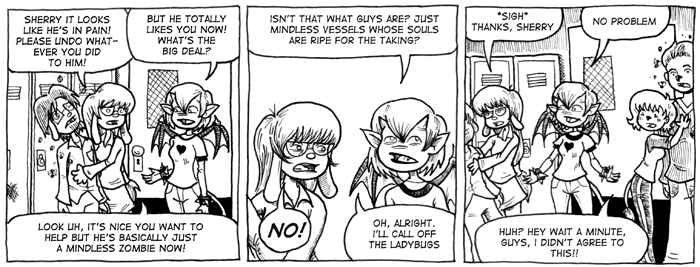 SHERRY IT LOOKS
LIKE HE'S IN PAIN!
PLEASE UNDO WHAT-
EVER YOU DID
TO HIM!
BUT HE TOTALLY
LIKES YOU NOW!
WHAT'S THE
BIG DEAL?
LOOK UH, IT'S NICE YOU WANT TO
HELP BUT HE'S BASICALLY JUST
A MINDLESS ZOMBIE NOW!
ISN'T THAT WHAT GUYS ARE? JUST
MINDLESS VESSELS WHOSE SOULS
ARE RIPE FOR THE TAKING?
NO!
OH, ALRIGHT.
I'LL CALL OFF
THE LADYBUGS
*SIGH*
THANKS, SHERRY
NO PROBLEM
HUH? HEY WAIT A MINUTE,
GUYS, I DIDN'T AGREE TO
THIS!!